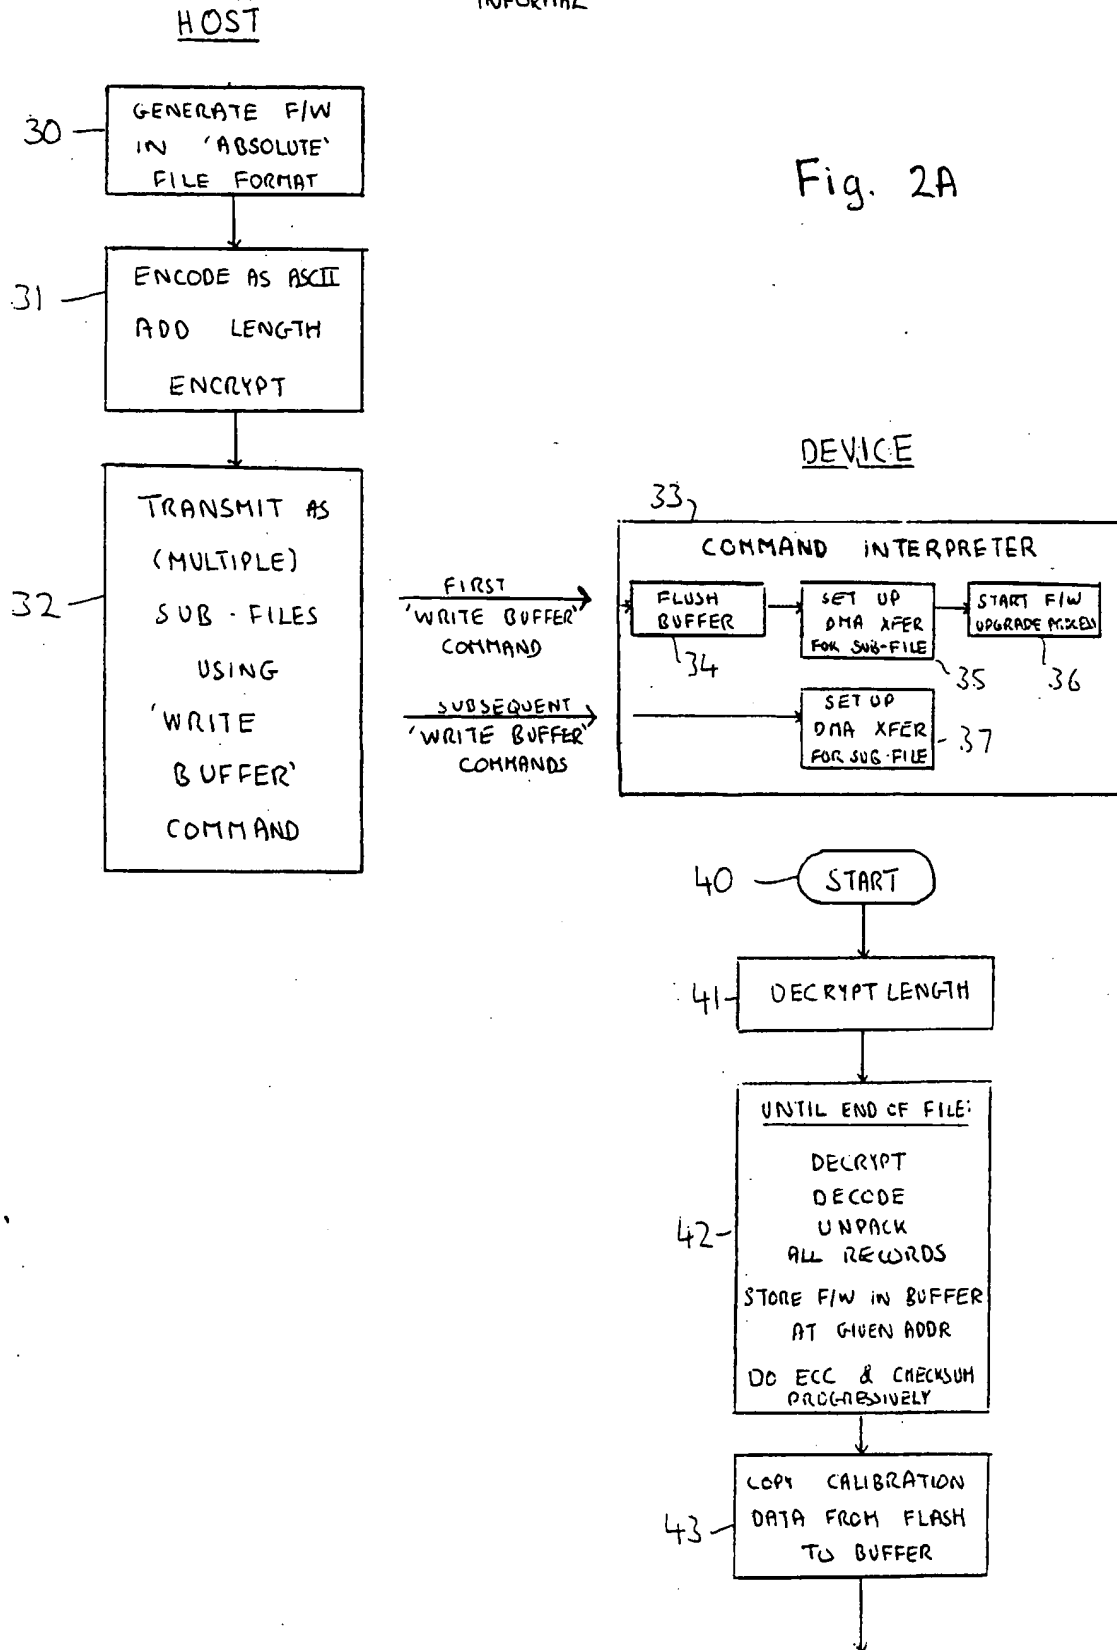 INFORMAL
HOST
30
GENERATE F/W
IN 'ABSOLUTE'
FILE FORMAT
Fig. 2A
31
ENCODE AS ASCII
ADD LENGTH
ENCRYPT
32
TRANSMIT AS
(MULTIPLE)
SUB-FILES
USING
'WRITE
BUFFER'
COMMAND
FIRST
'WRITE BUFFER'
COMMAND
SUBSEQUENT
'WRITE BUFFER'
COMMANDS
DEVICE
33
COMMAND INTERPRETER
FLUSH
BUFFER
34
SET UP
DMA XFER
FOR SUB-FILE
35
START F/W
UPGRADE PROCESS
36
SET UP
DMA XFER
FOR SUB-FILE
37
40
START
41
DECRYPT LENGTH
42
UNTIL END OF FILE:
DECRYPT
DECODE
UNPACK
ALL RECORDS
STORE F/W IN BUFFER
AT GIVEN ADDR
DO ECC & CHECKSUM
PROGRESSIVELY
43
COPY CALIBRATION
DATA FROM FLASH
TO BUFFER